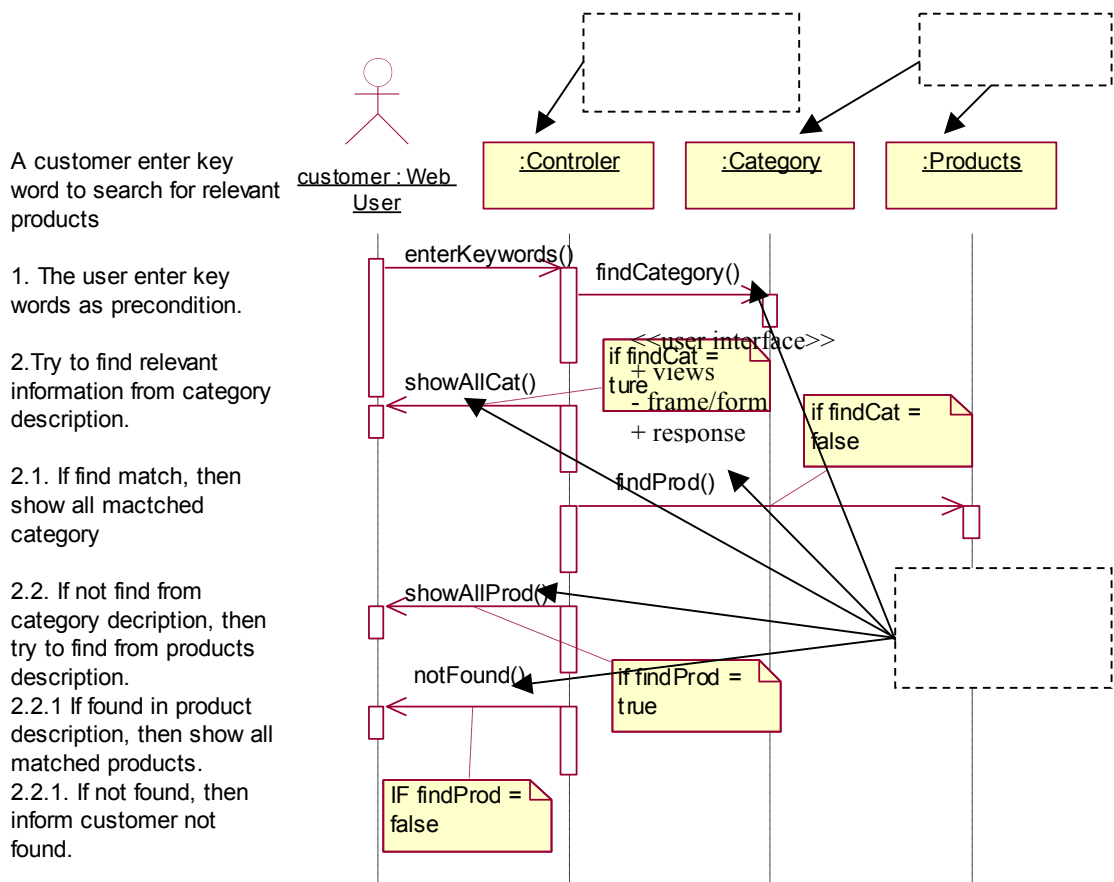 A customer enter key
word to search for relevant
products
1. The user enter key
words as precondition.
2.Try to find relevant
information from category
description.
2.1. If find match, then
show all mactched
category
2.2. If not find from
category decription, then
try to find from products
description.
2.2.1 If found in product
description, then show all
matched products.
2.2.1. If not found, then
inform customer not
found.
customer : Web
User
:Controler
:Category
:Products
enterKeywords()
findCategory()
<<user interface>>
+ views
- frame/form
+ response
if findCat =
ture
showAllCat()
if findCat =
false
findProd()
showAllProd()
if findProd =
true
notFound()
IF findProd =
false